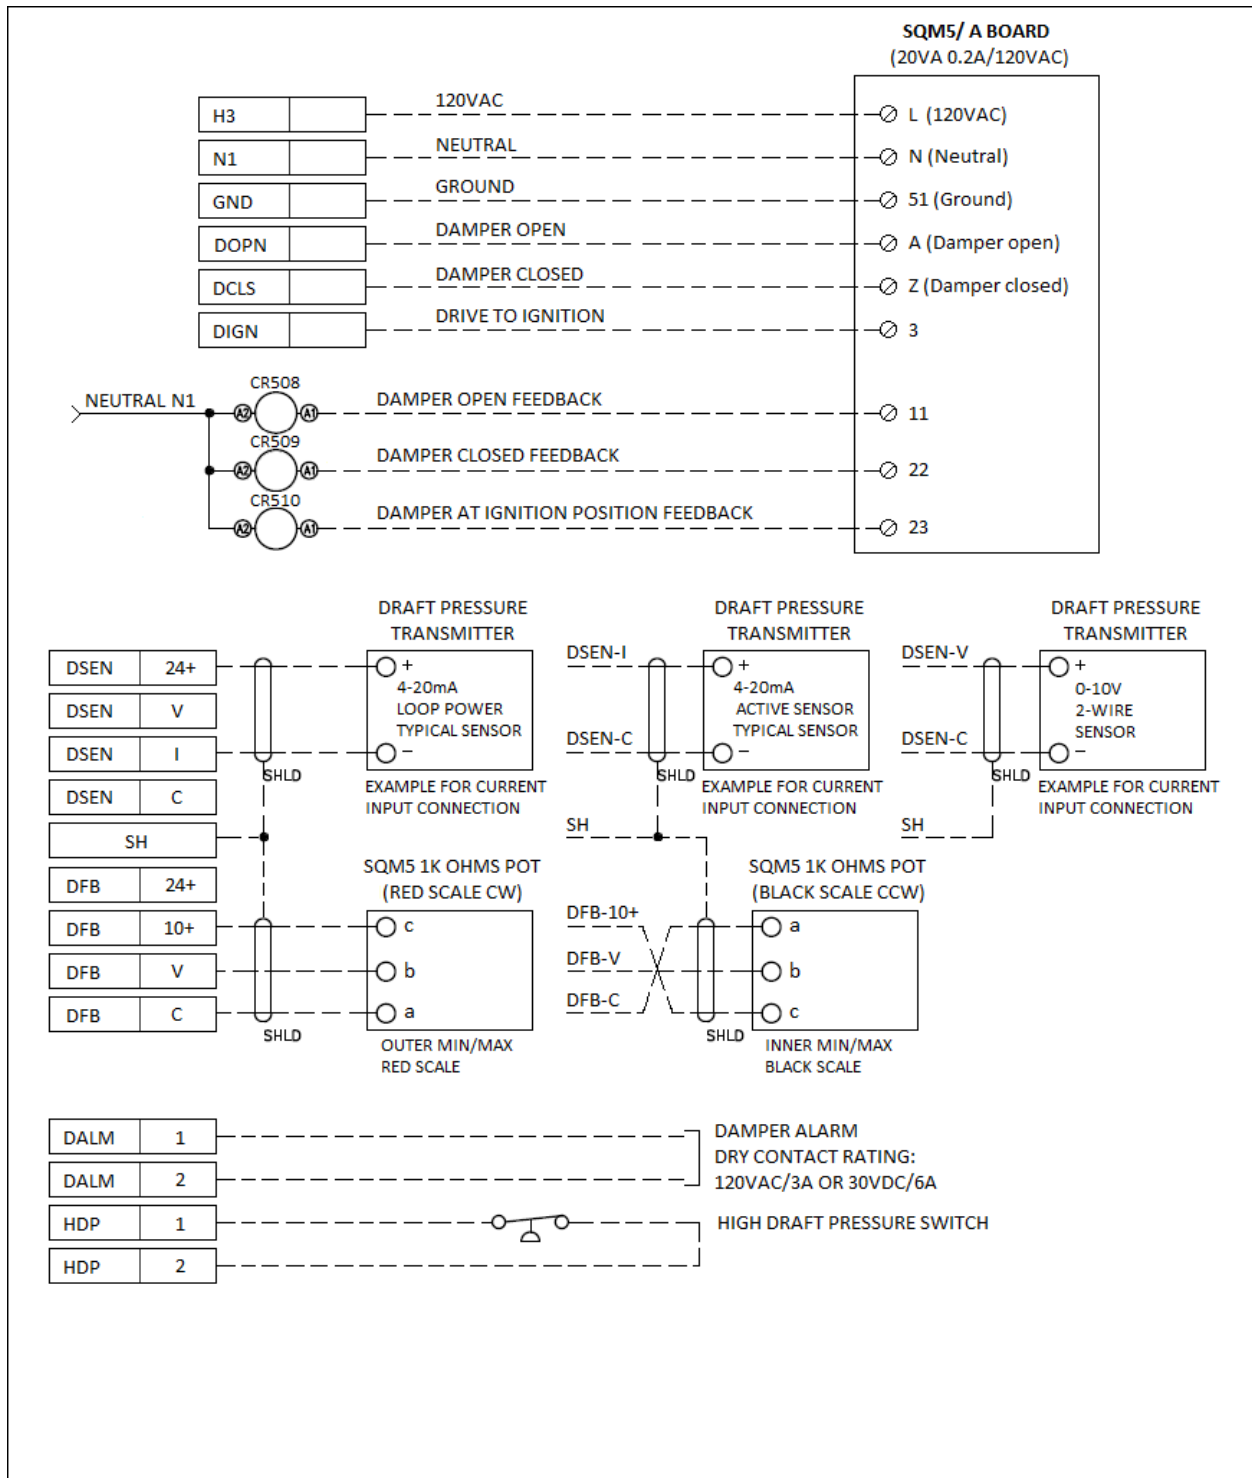 SQM5/ A BOARD
(20VA 0.2A/120VAC)
H3
120VAC
L (120VAC)
N1
NEUTRAL
N (Neutral)
GND
GROUND
51 (Ground)
DOPN
DAMPER OPEN
A (Damper open)
DCLS
DAMPER CLOSED
Z (Damper closed)
DIGN
DRIVE TO IGNITION
3
NEUTRAL N1
CR508
A2
A1
DAMPER OPEN FEEDBACK
11
CR509
A2
A1
DAMPER CLOSED FEEDBACK
22
CR510
A2
A1
DAMPER AT IGNITION POSITION FEEDBACK
23
DSEN 24+
DSEN V
DSEN I
DSEN C
SH
DFB 24+
DFB 10+
DFB V
DFB C
DRAFT PRESSURE
TRANSMITTER
+
4-20mA
LOOP POWER
TYPICAL SENSOR
−
SHLD
EXAMPLE FOR CURRENT
INPUT CONNECTION
DRAFT PRESSURE
TRANSMITTER
DSEN-I
+
4-20mA
ACTIVE SENSOR
TYPICAL SENSOR
DSEN-C
−
SHLD
EXAMPLE FOR CURRENT
INPUT CONNECTION
SH
DRAFT PRESSURE
TRANSMITTER
DSEN-V
+
0-10V
2-WIRE
SENSOR
DSEN-C
−
SHLD
EXAMPLE FOR CURRENT
INPUT CONNECTION
SH
SQM5 1K OHMS POT
(RED SCALE CW)
c
b
a
SHLD
OUTER MIN/MAX
RED SCALE
SQM5 1K OHMS POT
(BLACK SCALE CCW)
DFB-10+
DFB-V
DFB-C
a
b
c
SHLD
INNER MIN/MAX
BLACK SCALE
DALM 1
DALM 2
HDP 1
HDP 2
DAMPER ALARM
DRY CONTACT RATING:
120VAC/3A OR 30VDC/6A
HIGH DRAFT PRESSURE SWITCH